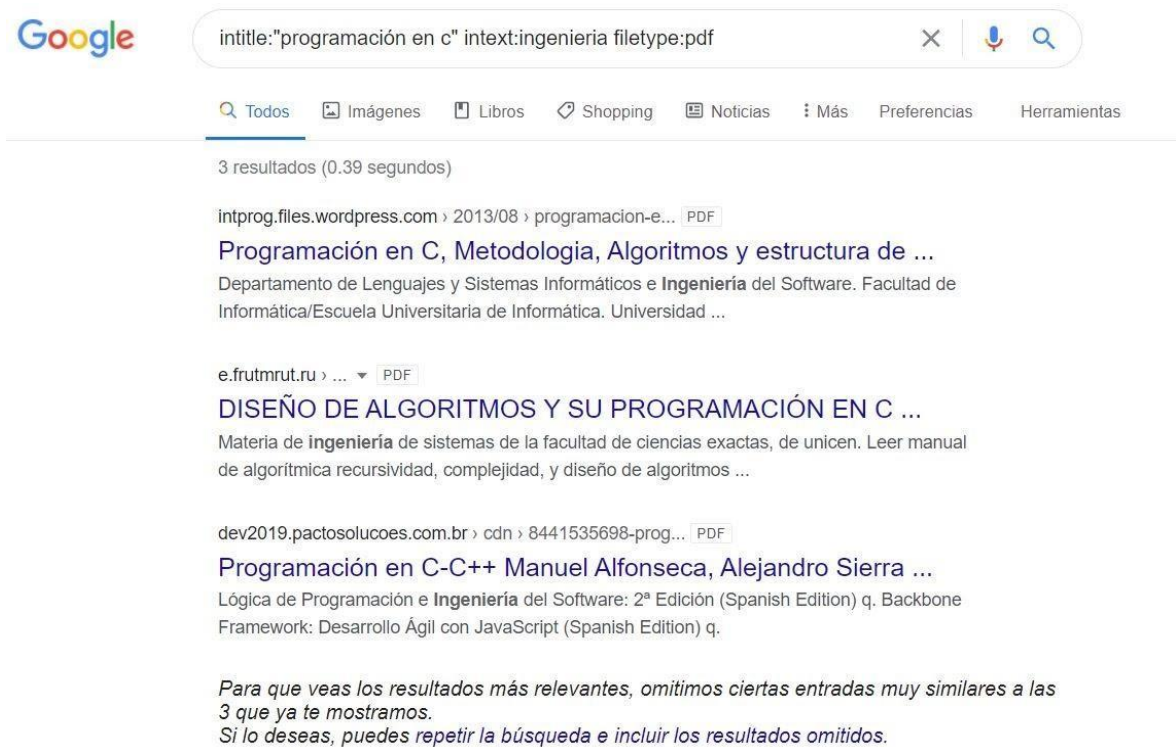 Google
intitle:"programación en c" intext:ingenieria filetype:pdf
Todos Imágenes Libros Shopping Noticias Más Preferencias Herramientas
3 resultados (0.39 segundos)
intprog.files.wordpress.com › 2013/08 › programacion-e... PDF
Programación en C, Metodologia, Algoritmos y estructura de ...
Departamento de Lenguajes y Sistemas Informáticos e Ingeniería del Software. Facultad de
Informática/Escuela Universitaria de Informática. Universidad ...
e.frutmrut.ru › ... PDF
DISEÑO DE ALGORITMOS Y SU PROGRAMACIÓN EN C ...
Materia de ingeniería de sistemas de la facultad de ciencias exactas, de unicen. Leer manual
de algorítmica recursividad, complejidad, y diseño de algoritmos ...
dev2019.pactosolucoes.com.br › cdn › 8441535698-prog... PDF
Programación en C-C++ Manuel Alfonseca, Alejandro Sierra ...
Lógica de Programación e Ingeniería del Software: 2ª Edición (Spanish Edition) q. Backbone
Framework: Desarrollo Ágil con JavaScript (Spanish Edition) q.
Para que veas los resultados más relevantes, omitimos ciertas entradas muy similares a las
3 que ya te mostramos.
Si lo deseas, puedes repetir la búsqueda e incluir los resultados omitidos.